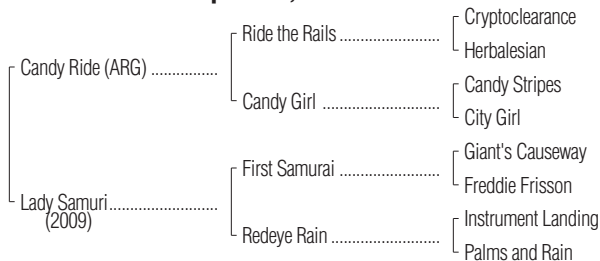 Cryptoclearance
Ride the Rails
Herbalesian
Candy Ride (ARG)
Candy Stripes
Candy Girl
City Girl
Giant's Causeway
First Samurai
Freddie Frisson
Lady Samuri
(2009)
Instrument Landing
Redeye Rain
Palms and Rain